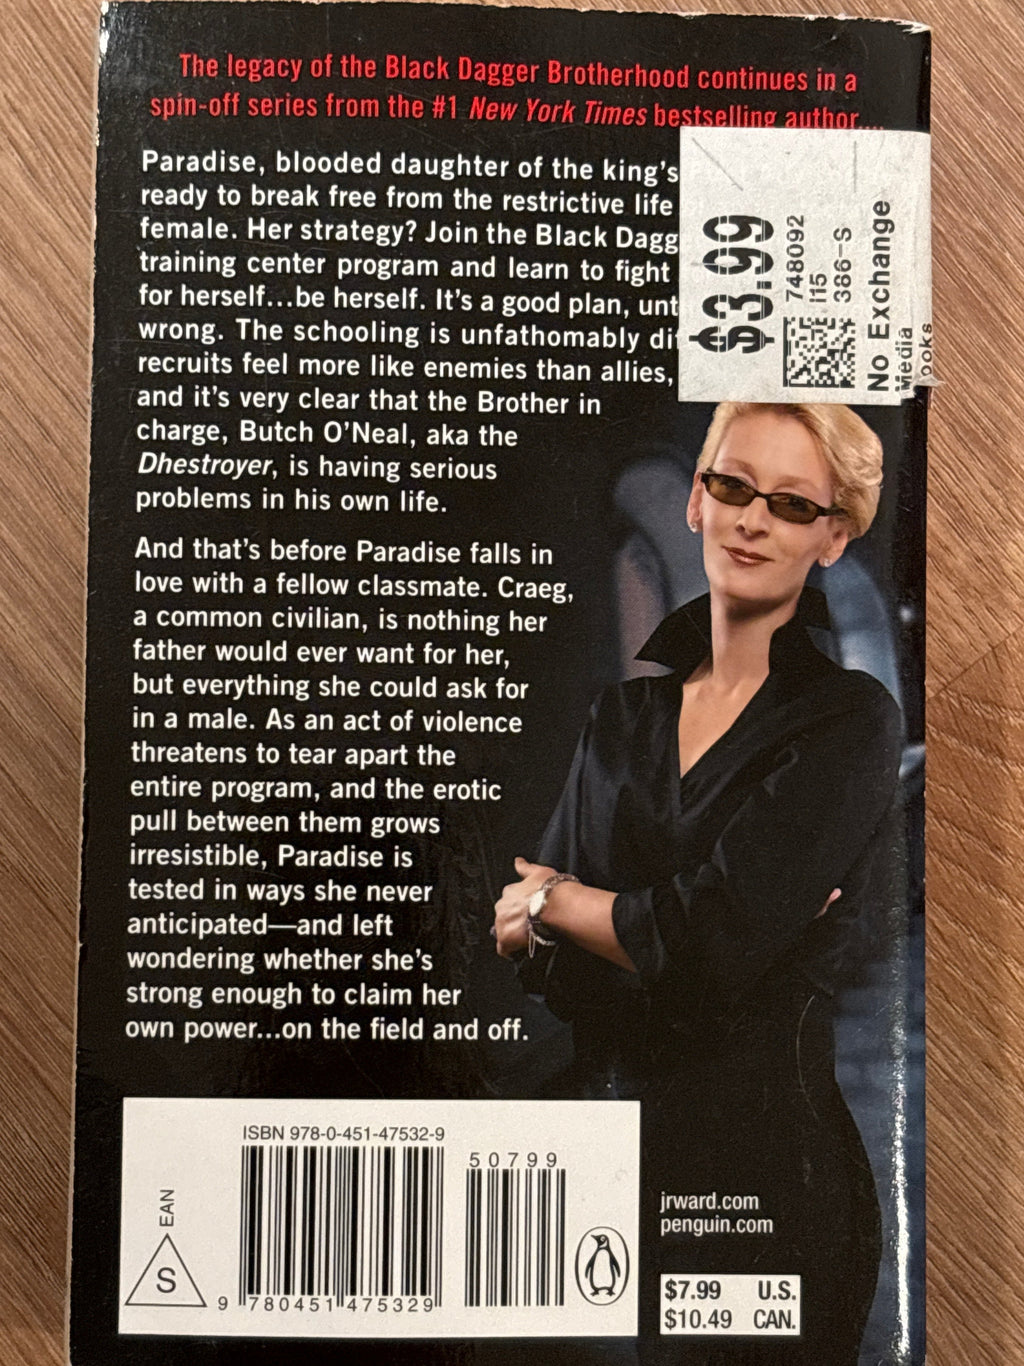 The legacy of the Black Dagger Brotherhood continues in a
spin-off series from the #1 New York Times bestselling author....
Paradise, blooded daughter of the king's
ready to break free from the restrictive life
female. Her strategy? Join the Black Dagg
training center program and learn to fight
for herself...be herself. It's a good plan, unt
wrong. The schooling is unfathomably dif
recruits feel more like enemies than allies,
and it's very clear that the Brother in
charge, Butch O'Neal, aka the
Dhestroyer, is having serious
problems in his own life.
And that's before Paradise falls in
love with a fellow classmate. Craeg,
a common civilian, is nothing her
father would ever want for her,
but everything she could ask for
in a male. As an act of violence
threatens to tear apart the
entire program, and the erotic
pull between them grows
irresistible, Paradise is
tested in ways she never
anticipated—and left
wondering whether she's
strong enough to claim her
own power...on the field and off.
$3.99
748092
I15
386-S
No Exchange
Media
ooks
ISBN 978-0-451-47532-9
50799
EAN
S
9 780451 475329
jrward.com
penguin.com
$7.99 U.S.
$10.49 CAN.